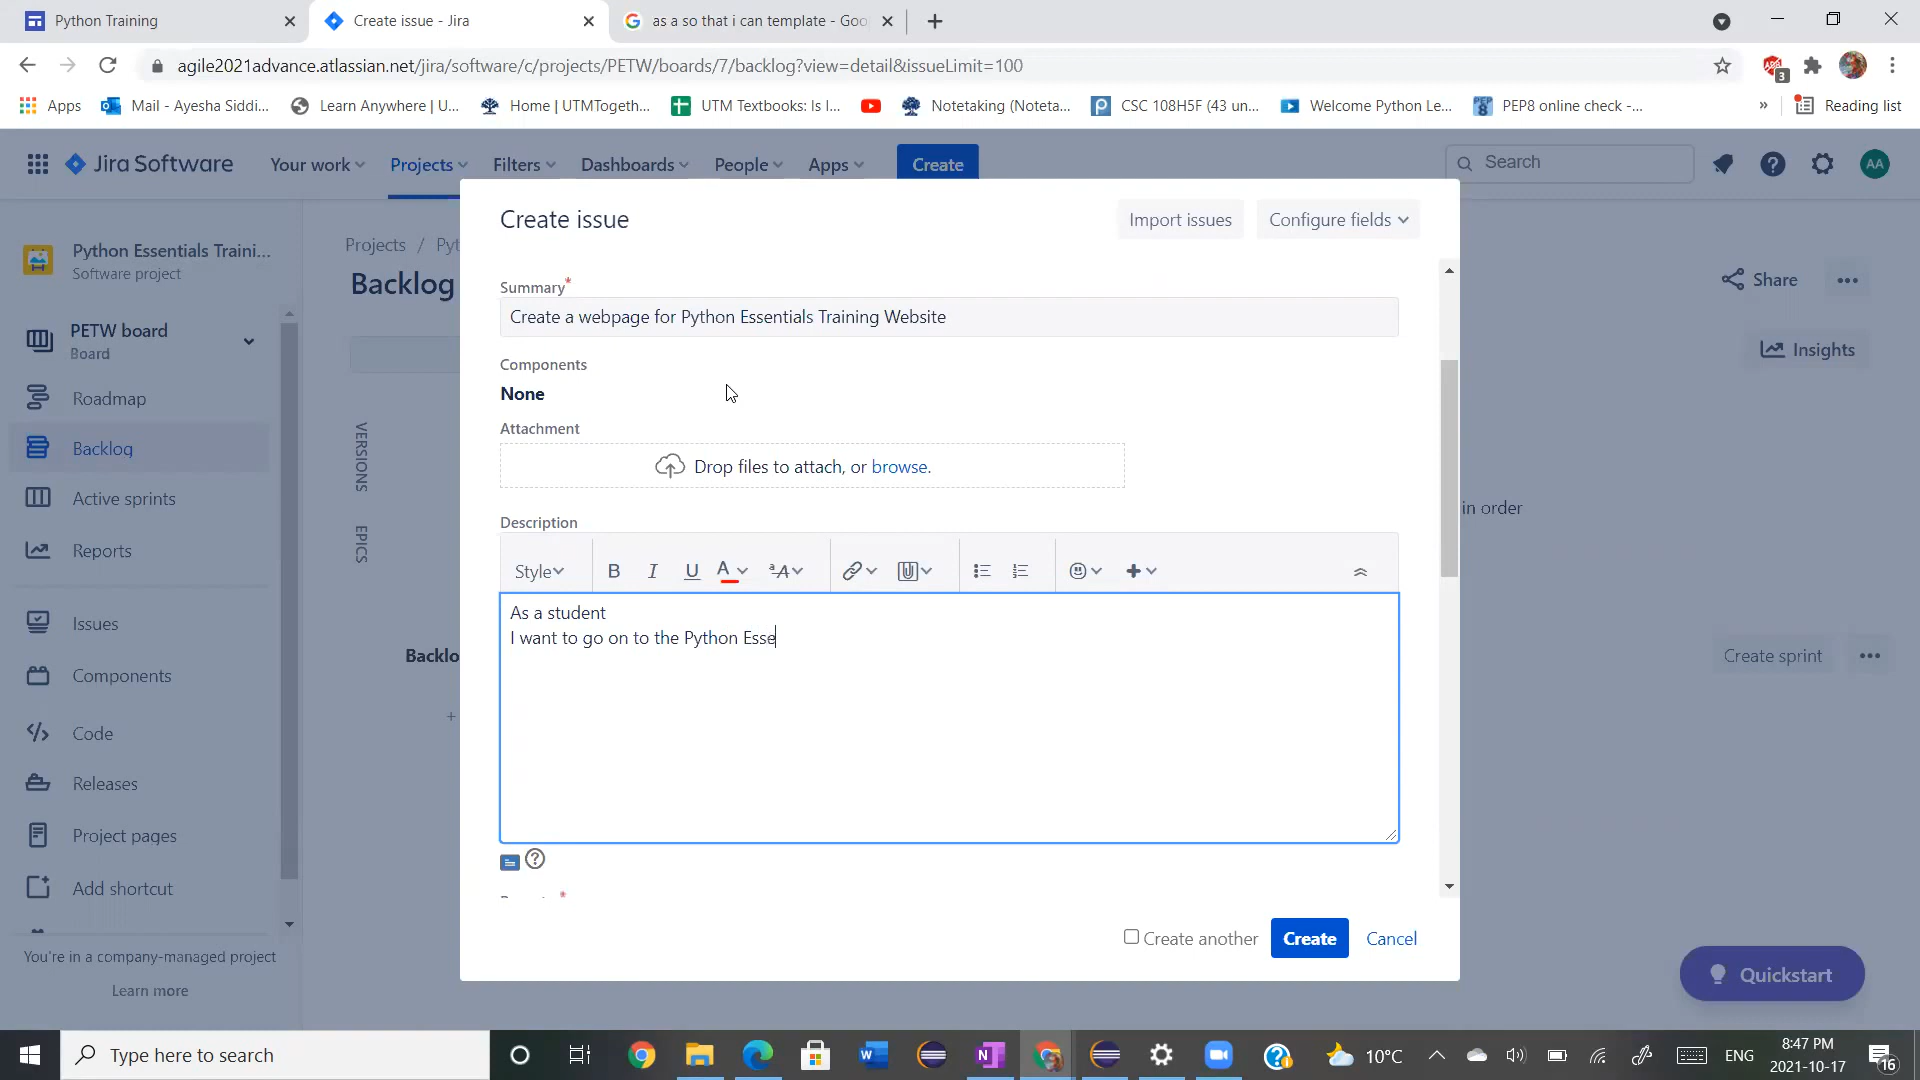 Python Training
Create issue - Jira
as a so that i can template - Goo
agile2021advance.atlassian.net/jira/software/c/projects/PETW/boards/7/backlog?view=detail&issueLimit=100
3
Apps
Mail - Ayesha Siddi...
Learn Anywhere | U...
Home | UTMTogeth...
UTM Textbooks: Is I...
Notetaking (Noteta...
CSC 108H5F (43 un...
Welcome Python Le...
PEP8 online check -...
»
Reading list
Jira Software
Your work
Projects
Filters
Dashboards
People
Apps
Create
Search
AA
Create issue
Import issues
Configure fields
Python Essentials Traini...
Software project
Projects / Pyt
Backlog
Share
Summary*
Create a webpage for Python Essentials Training Website
PETW board
Board
Insights
Components
None
Roadmap
VERSIONS
Attachment
Backlog
Drop files to attach, or browse.
Active sprints
in order
Description
EPICS
Reports
Style
B I U A
As a student
I want to go on to the Python Esse
Issues
Backlo
Create sprint
Components
Code
Releases
Project pages
Add shortcut
Create another
Create
Cancel
You're in a company-managed project
Learn more
Quickstart
Type here to search
10°C
ENG
8:47 PM
2021-10-17
16